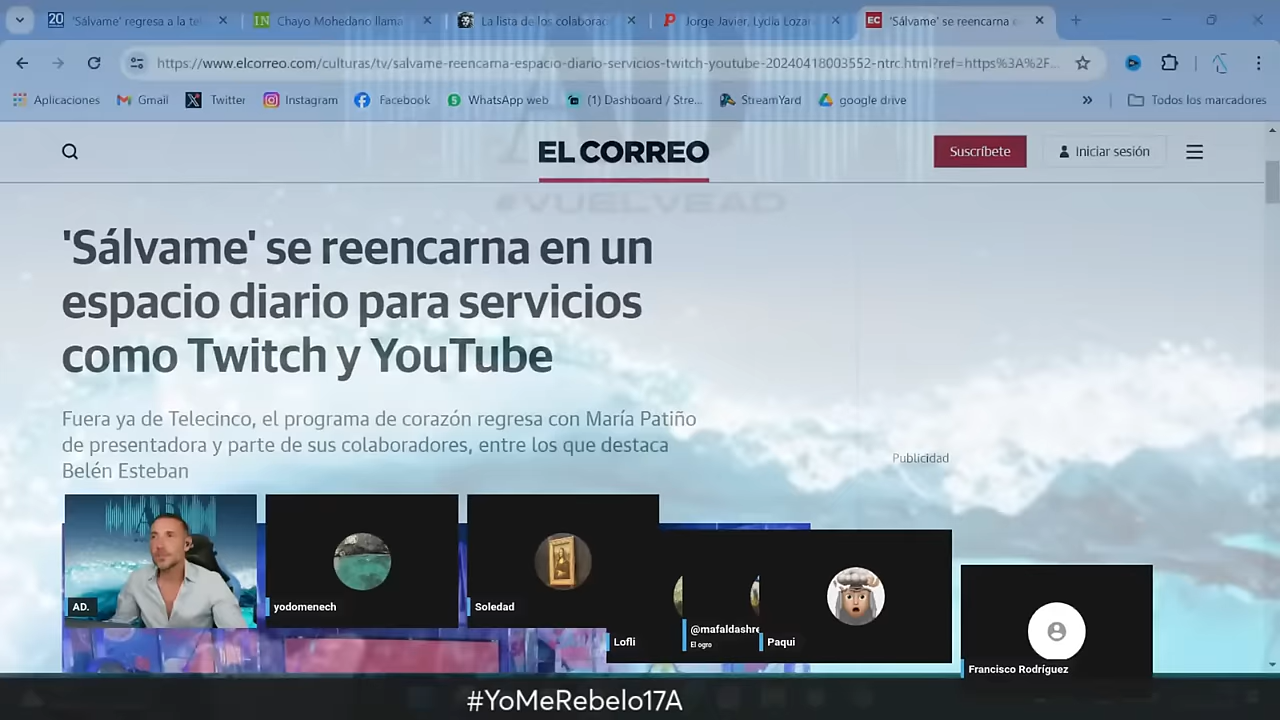 'Sálvame' regresa a la tel
Chayo Mohedano llama
La lista de los colaborad
Jorge Javier, Lydia Lozan
'Sálvame' se reencarna e
https://www.elcorreo.com/culturas/tv/salvame-reencarna-espacio-diario-servicios-twitch-youtube-20240418003552-ntrc.html?ref=https%3A%2F...
Aplicaciones
Gmail
Twitter
Instagram
Facebook
WhatsApp web
(1) Dashboard / Stre...
StreamYard
google drive
Todos los marcadores
EL CORREO
Suscríbete
Iniciar sesión
#VUELVEAD
'Sálvame' se reencarna en un
espacio diario para servicios
como Twitch y YouTube
Fuera ya de Telecinco, el programa de corazón regresa con María Patiño
de presentadora y parte de sus colaboradores, entre los que destaca
Belén Esteban
Publicidad
AD.
yodomenech
Soledad
Lofli
@mafaldashre
El ogro
Paqui
Francisco Rodríguez
#YoMeRebelo17A